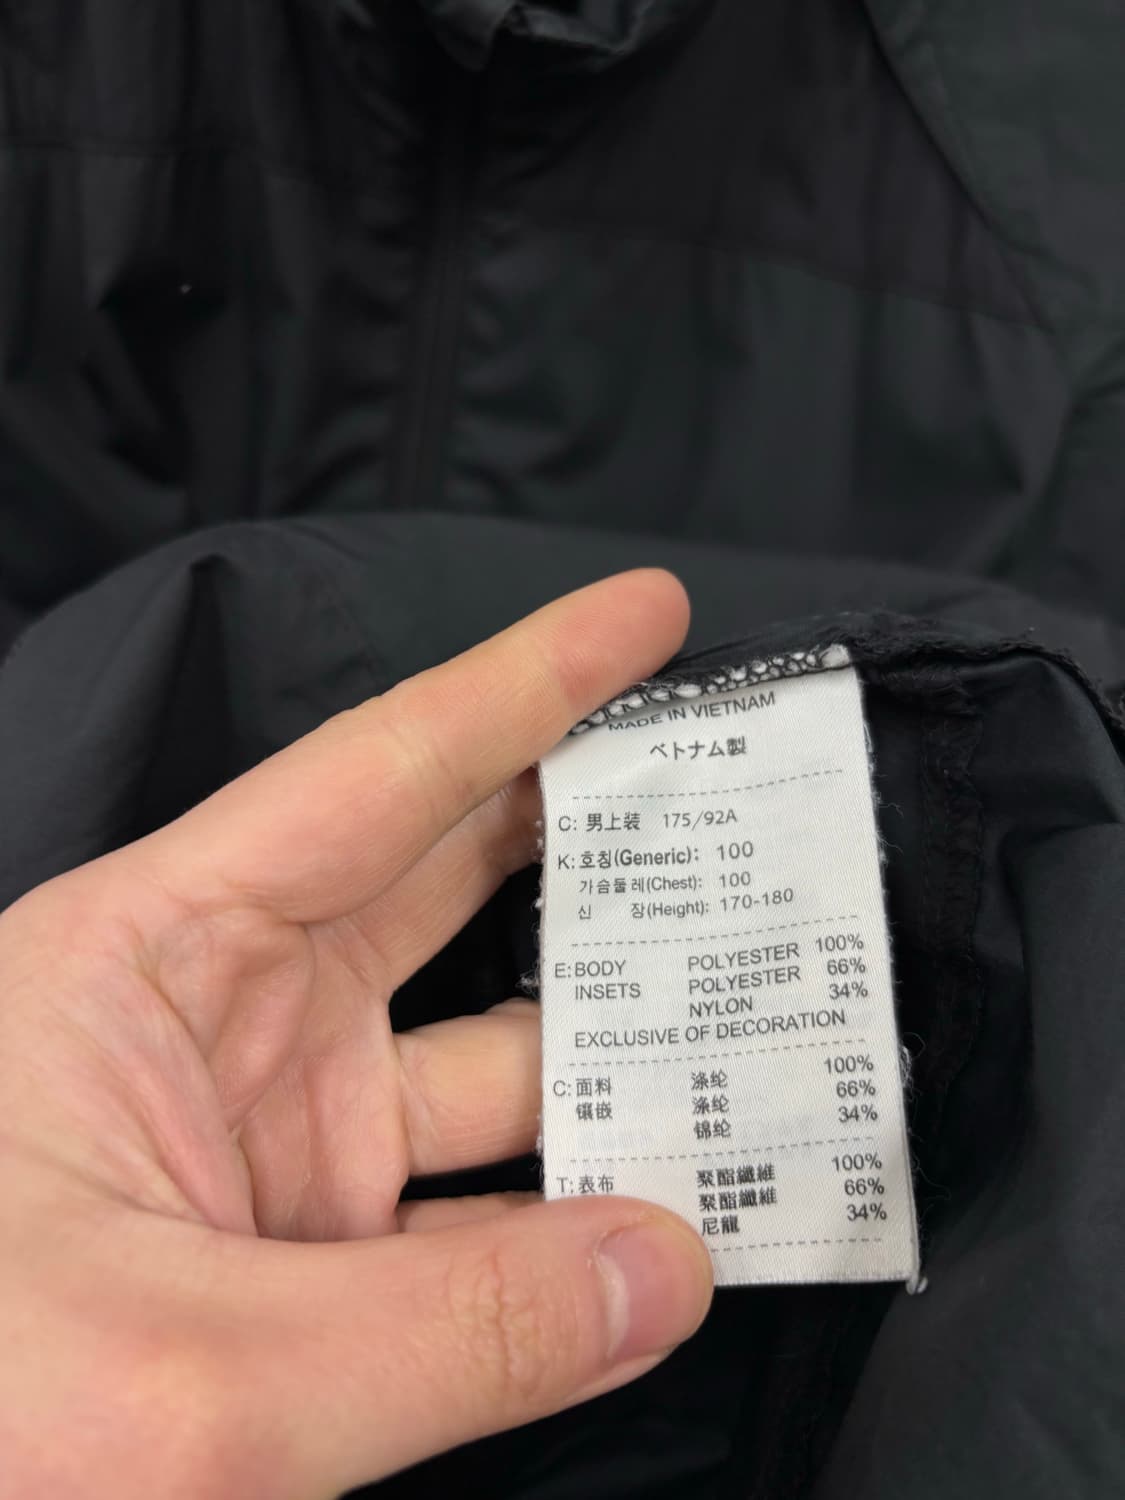 MADE IN VIETNAM
ベトナム製
C: 男上装 175/92A
K: 호칭(Generic): 100
가슴둘레(Chest): 100
신 장(Height): 170-180
E: BODY POLYESTER 100%
INSETS POLYESTER 66%
NYLON 34%
EXCLUSIVE OF DECORATION
C: 面料 涤纶 100%
镶嵌 涤纶 66%
锦纶 34%
T: 表布 聚酯纖維 100%
聚酯纖維 66%
尼龍 34%